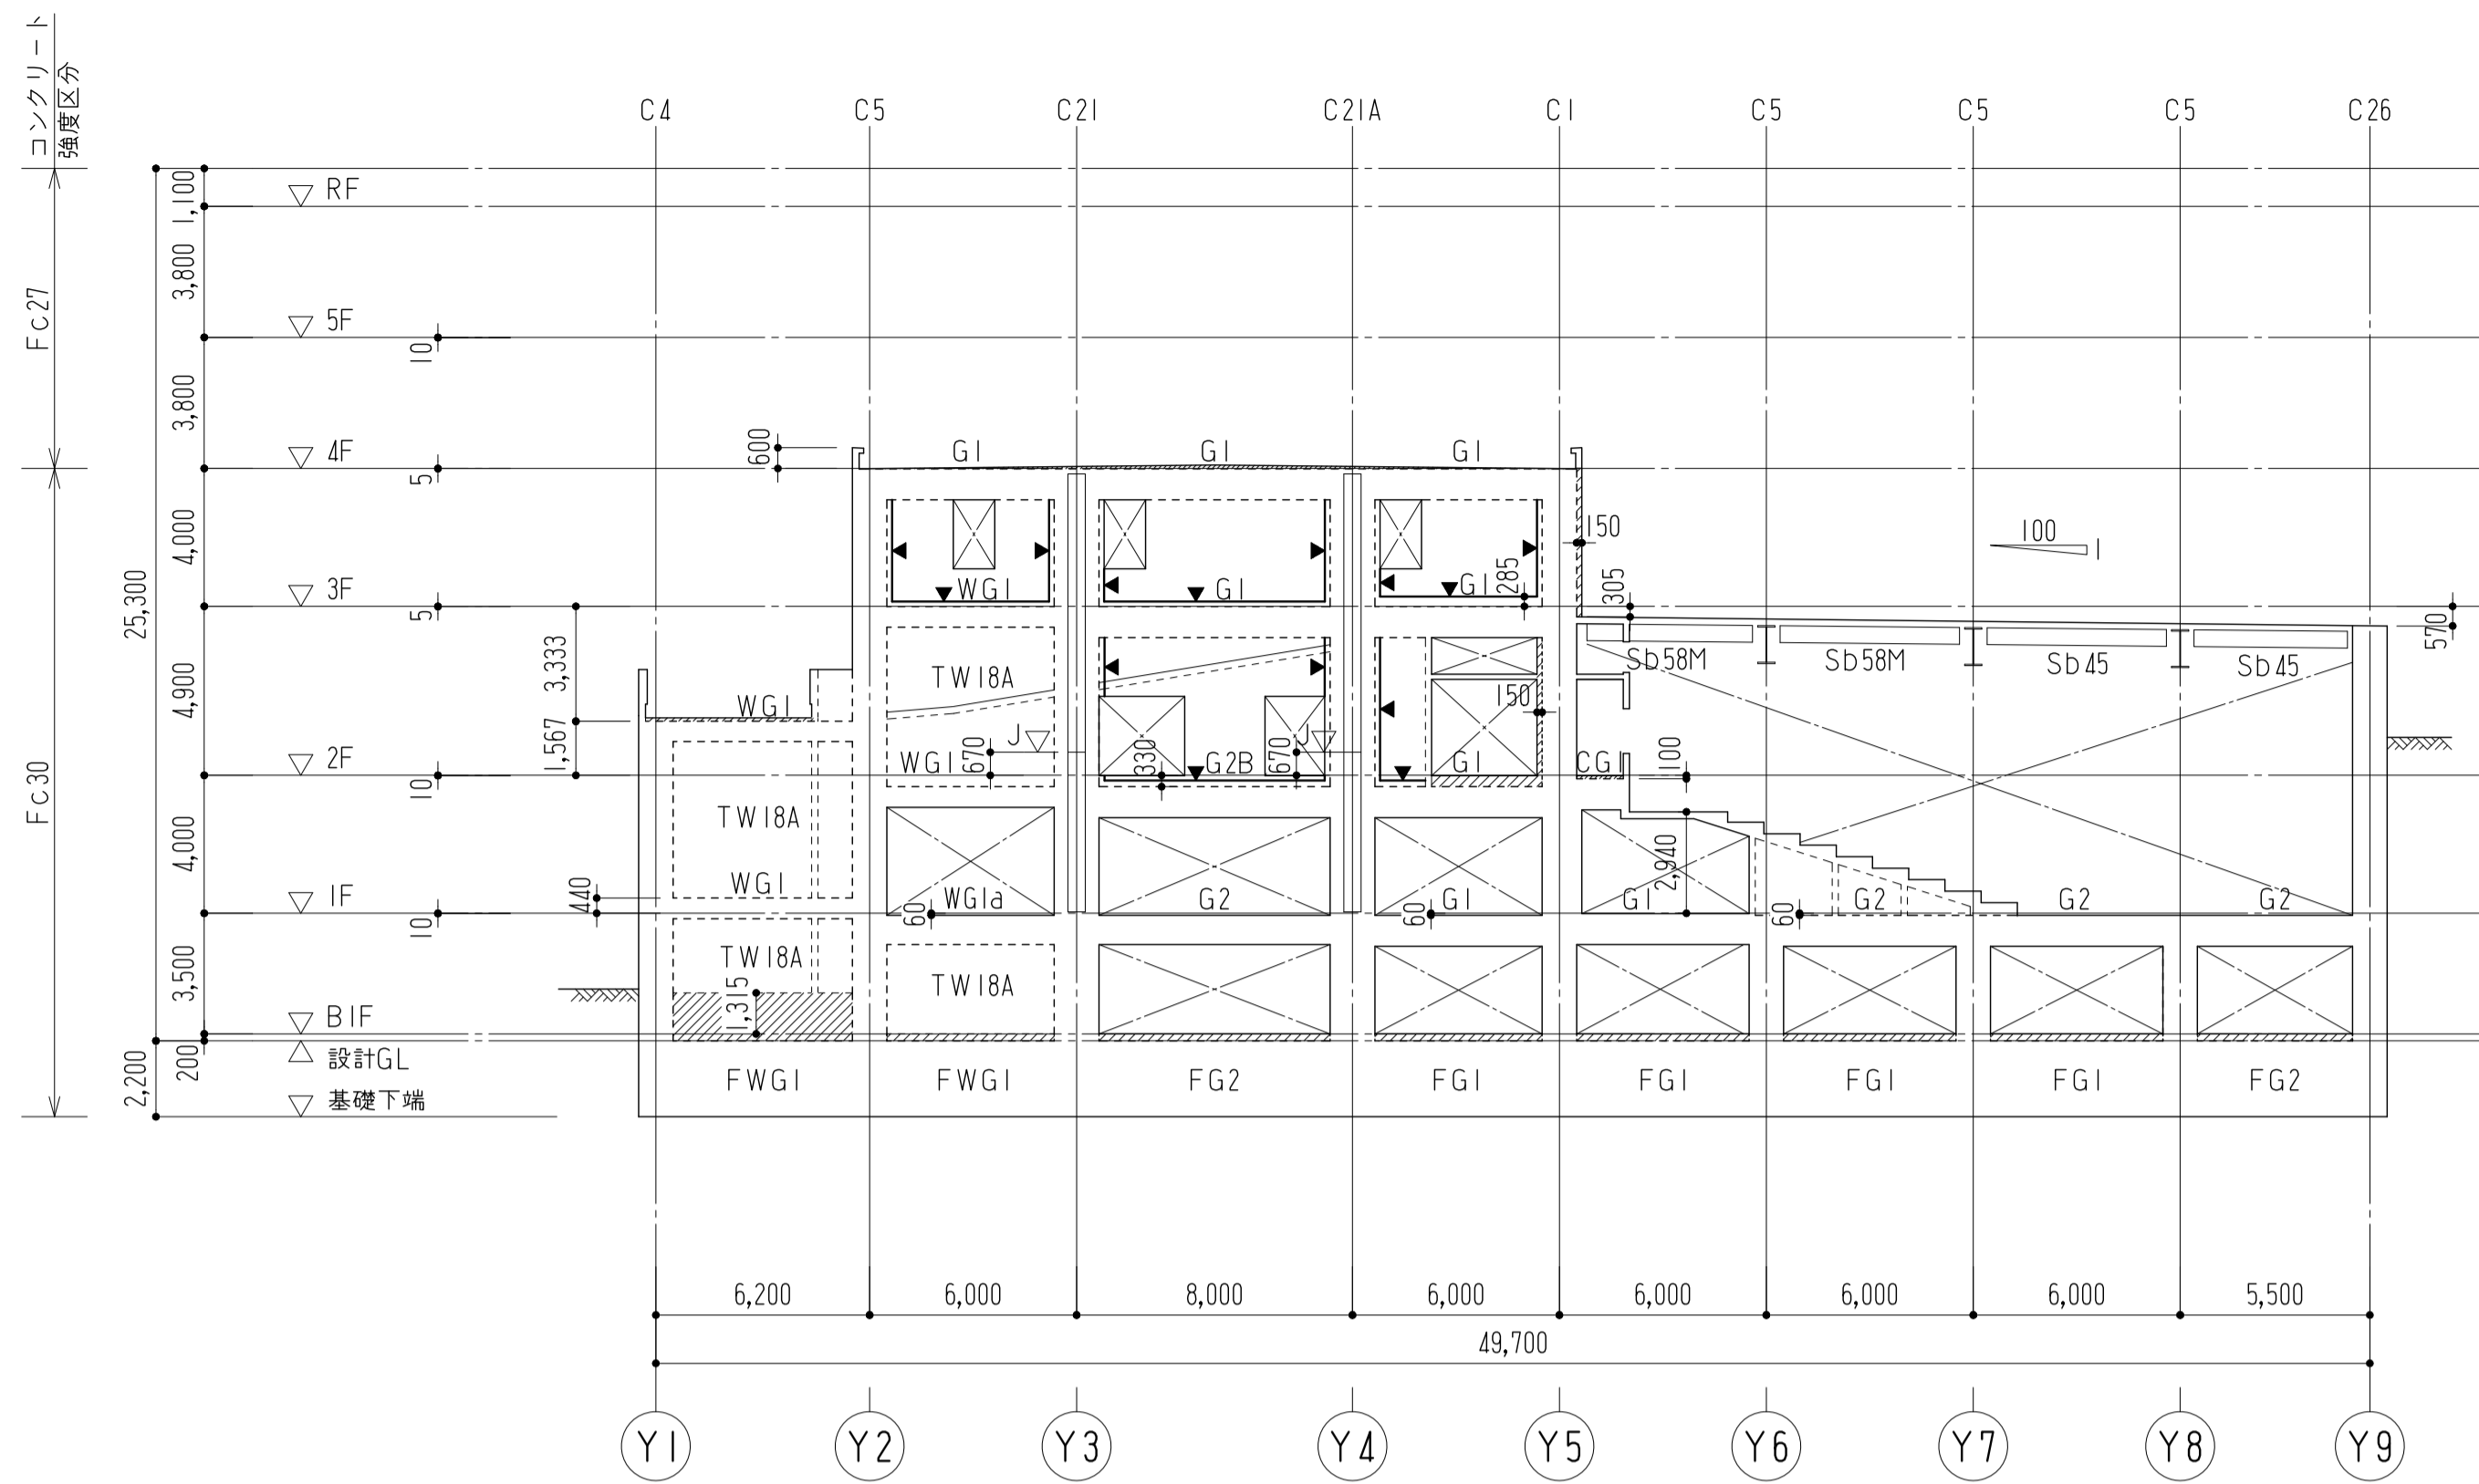 コンクリート
強度区分
C4 C5 C21 C21A C1 C5 C5 C5 C26
RF
1,100
3,800
Fc27
5F
10
3,800
4F
5
600
G1 G1 G1
4,000
150
100
1
25,300
3F
5
WG1 G1 G1
285
305
570
3,333
4,900
TW18A
Sb58M Sb58M Sb45 Sb45
WG1
150
1,567
J J
Fc30
2F
10
WG1
670
330
G2B
670
G1
CG1
100
TW18A
4,000
2,940
WG1
440
1F
10
60
WG1a
G2
60
G1
G1
60
G2
G2
G2
3,500
TW18A
TW18A
1,315
B1F
200
設計GL
2,200
基礎下端
FWG1 FWG1 FG2 FG1 FG1 FG1 FG1 FG2
6,200 6,000 8,000 6,000 6,000 6,000 6,000 5,500
49,700
Y1 Y2 Y3 Y4 Y5 Y6 Y7 Y8 Y9